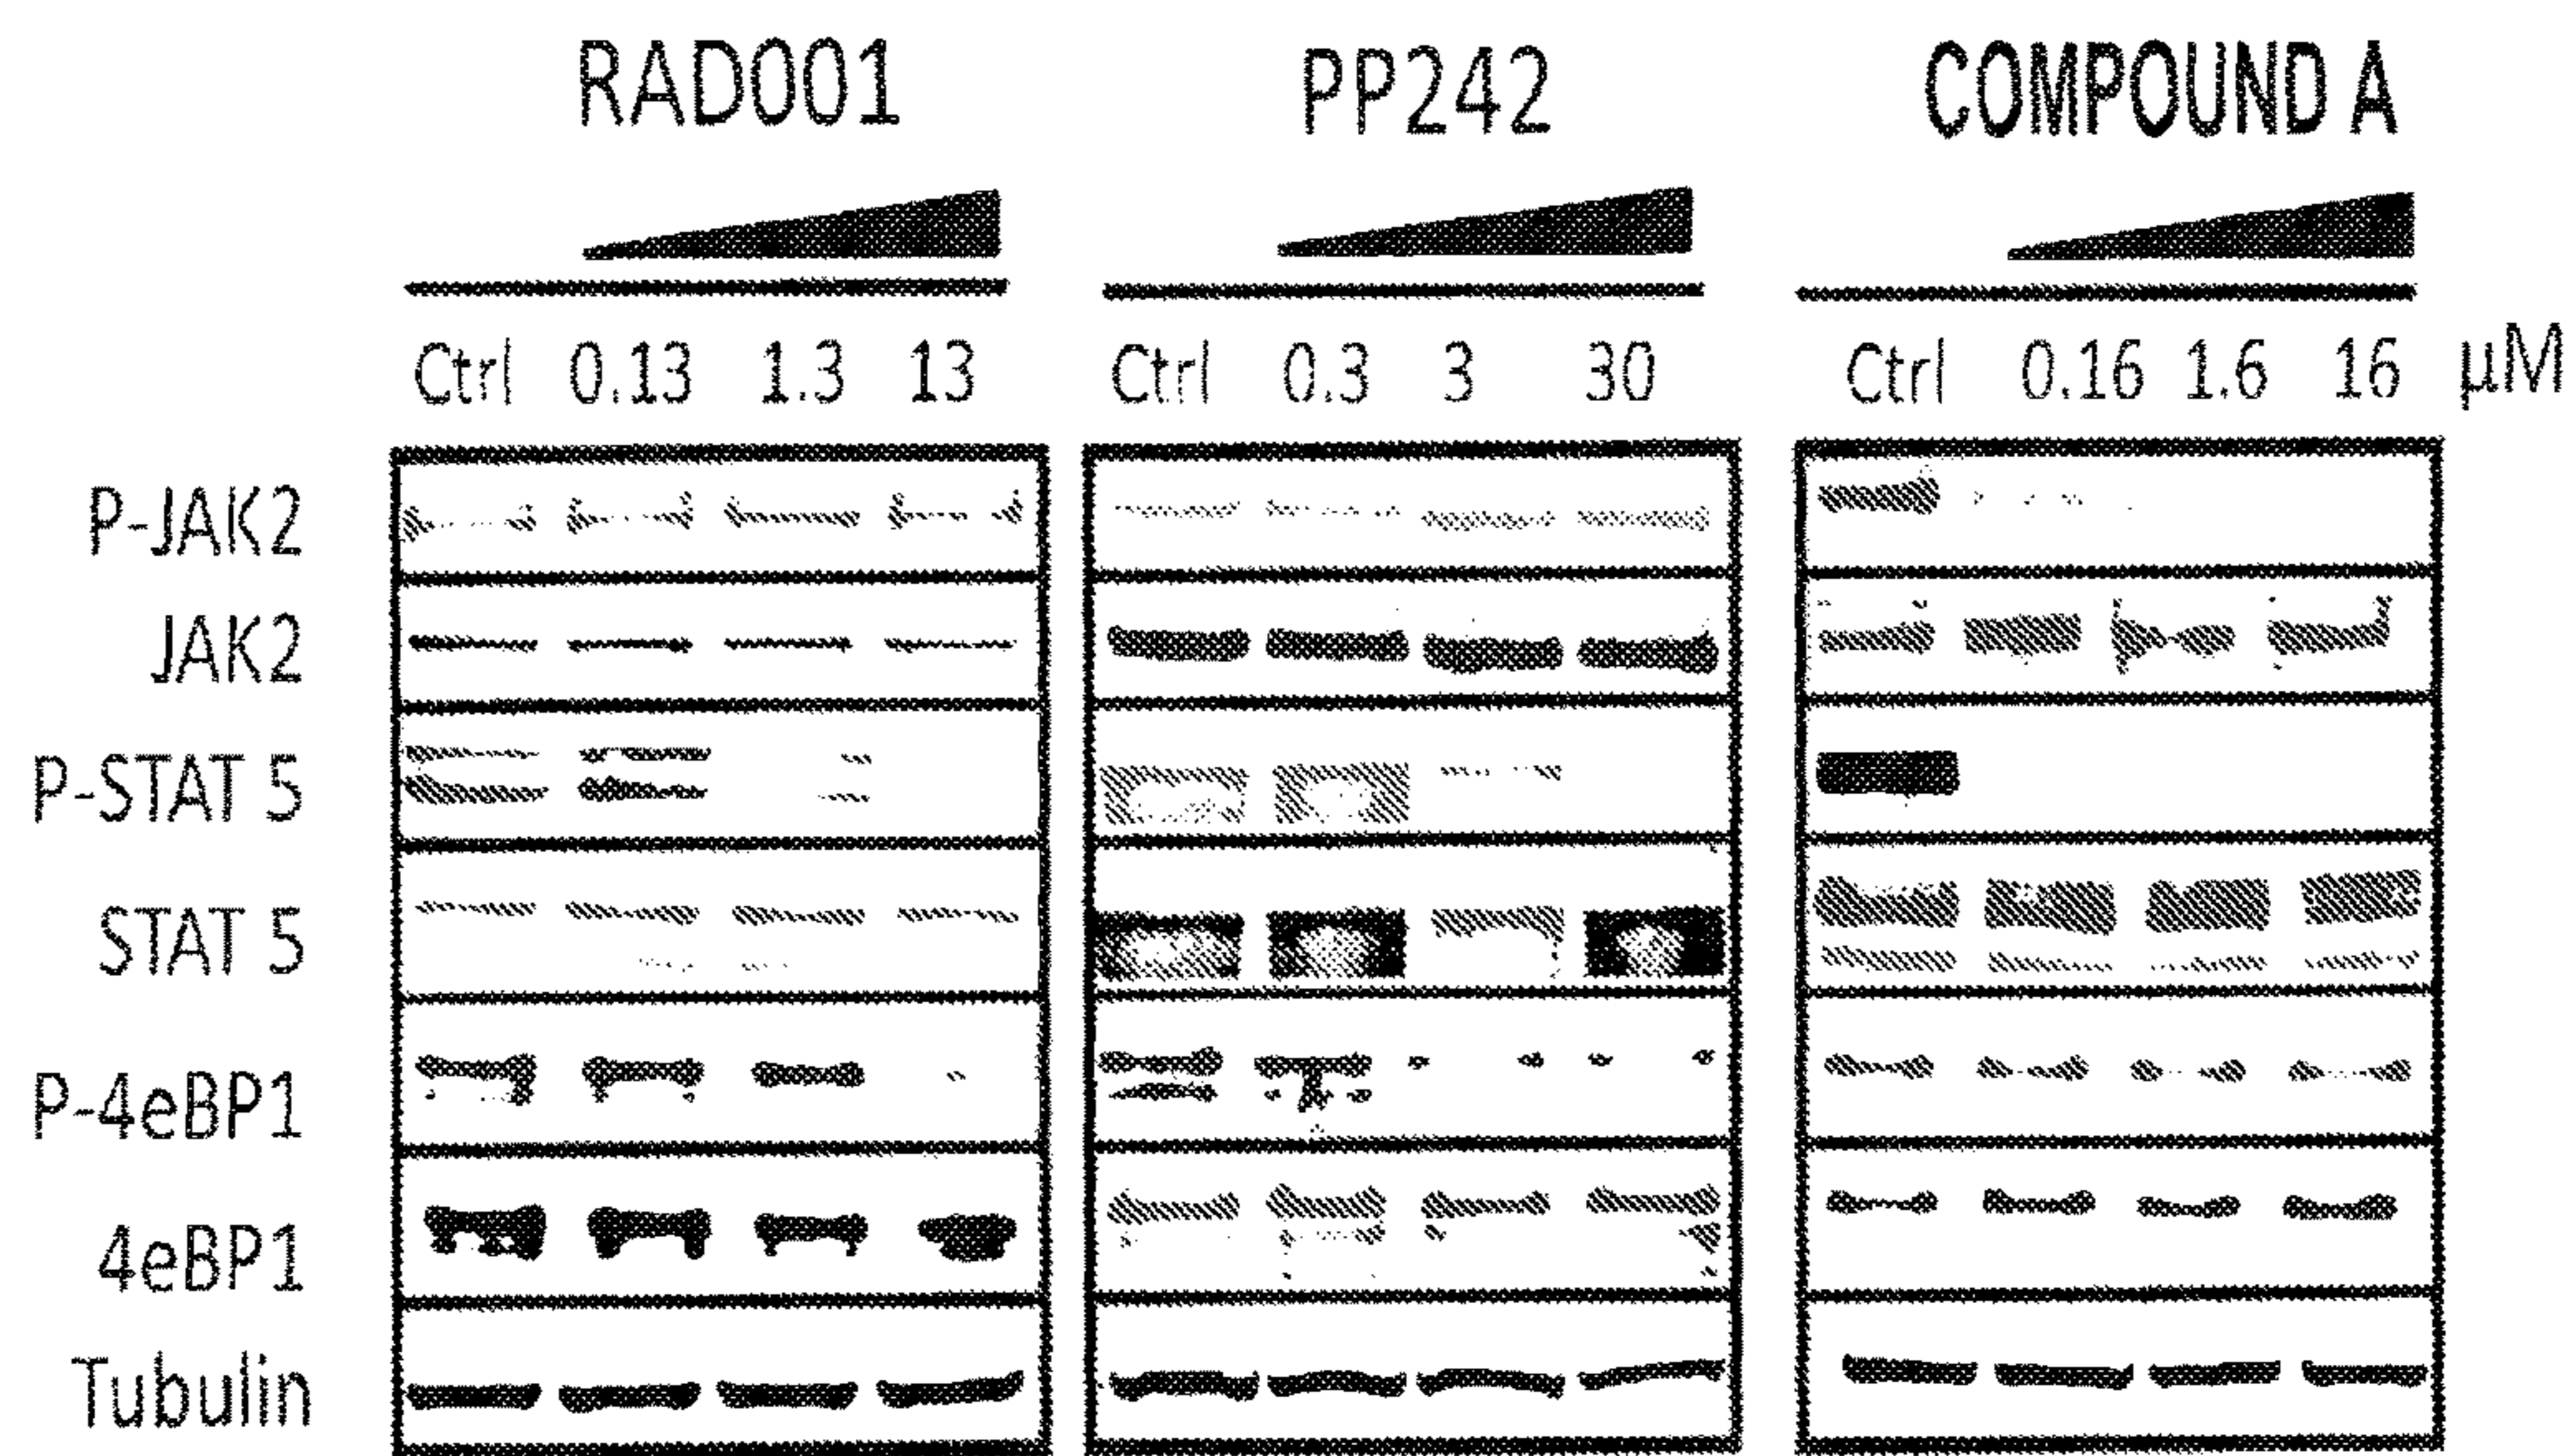 RAD001 PP242 COMPOUND A
Ctrl 0.13 1.3 13 Ctrl 0.3 3 30 Ctrl 0.16 1.6 16 µM
P-JAK2
JAK2
P-STAT 5
STAT 5
P-4eBP1
4eBP1
Tubulin